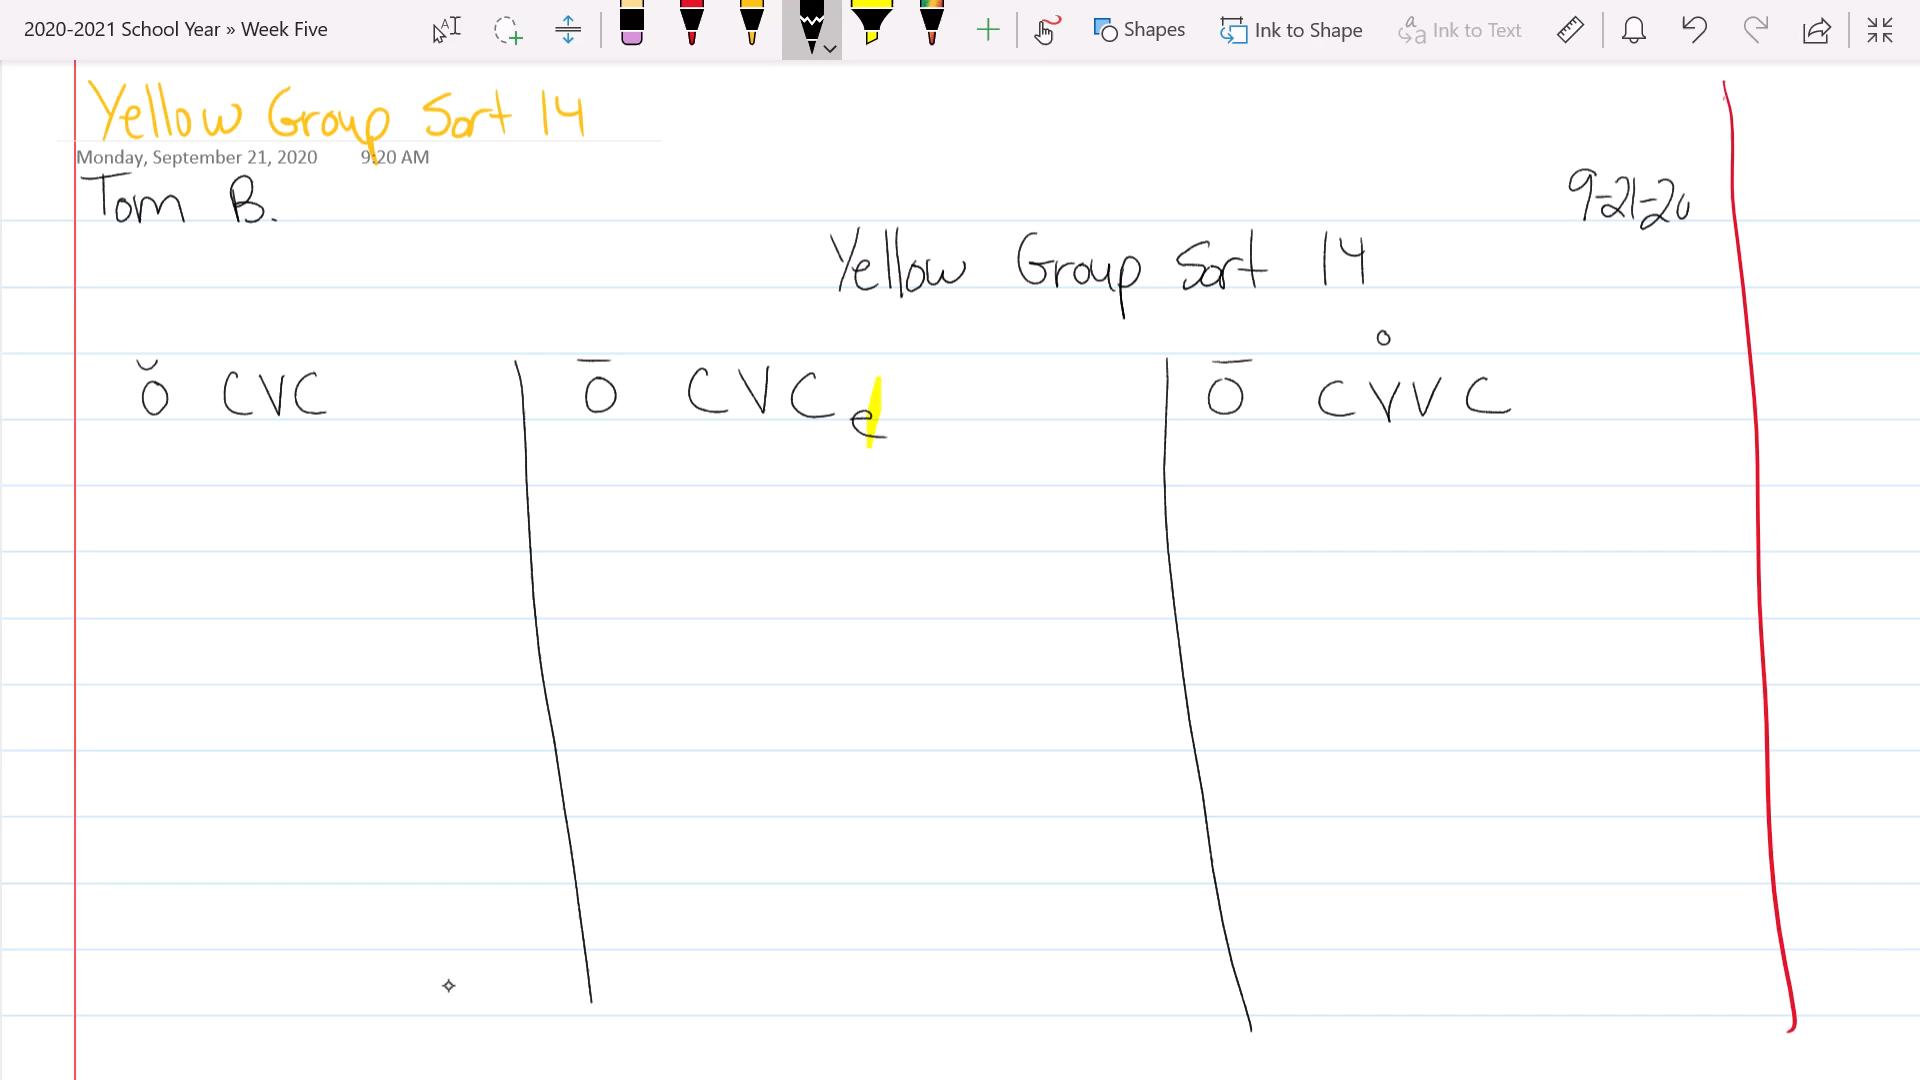 2020-2021 School Year » Week Five Shapes Ink to Shape Ink to Text
Yellow Group Sort 14
Monday, September 21, 2020 9:20 AM
Tom B.
9-21-20
Yellow Group Sort 14
o
ŏ CVC ō CVCe ō CVVC